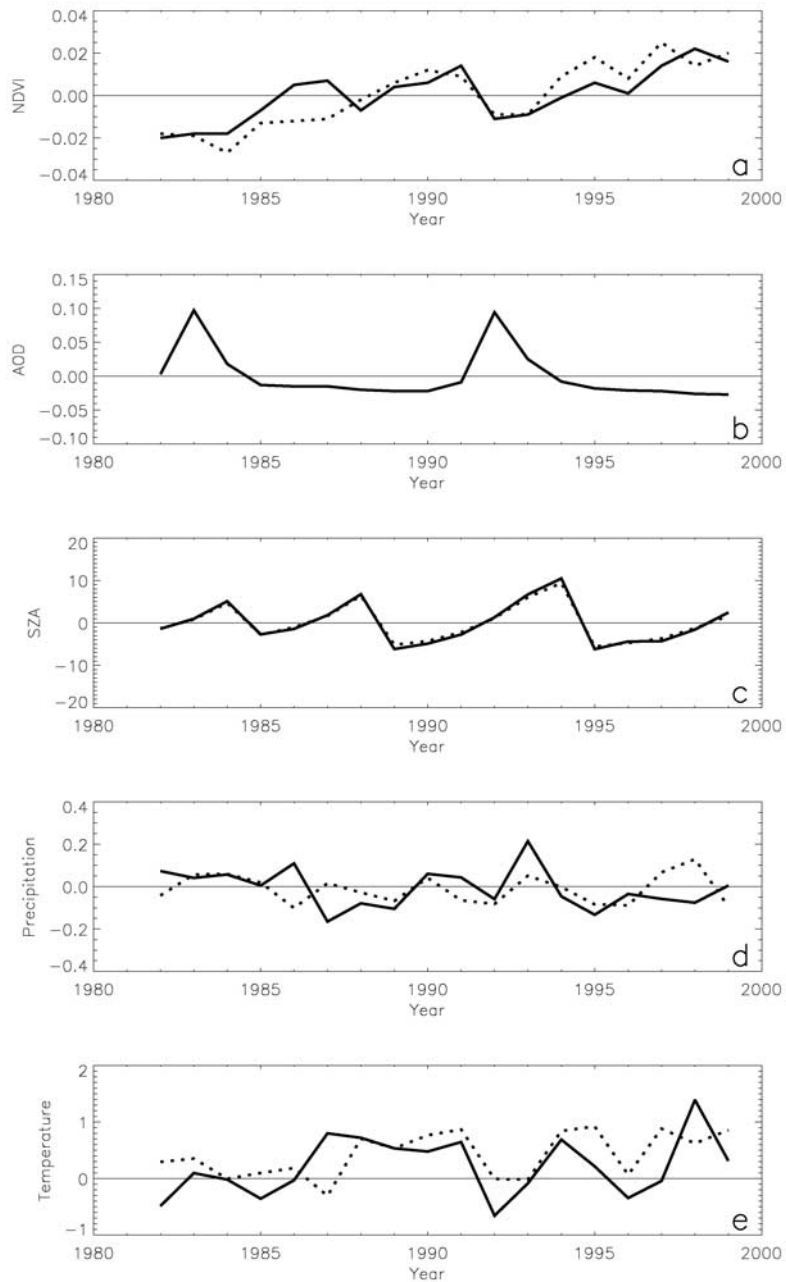 0.04
0.02
0.00
−0.02
−0.04
NDVI
a
1980 1985 1990 1995 2000
Year
0.15
0.10
0.05
0.00
−0.05
−0.10
AOD
b
1980 1985 1990 1995 2000
Year
20
10
0
−10
−20
SZA
c
1980 1985 1990 1995 2000
Year
0.4
0.2
0.0
−0.2
−0.4
Precipitation
d
1980 1985 1990 1995 2000
Year
2
1
0
−1
Temperature
e
1980 1985 1990 1995 2000
Year